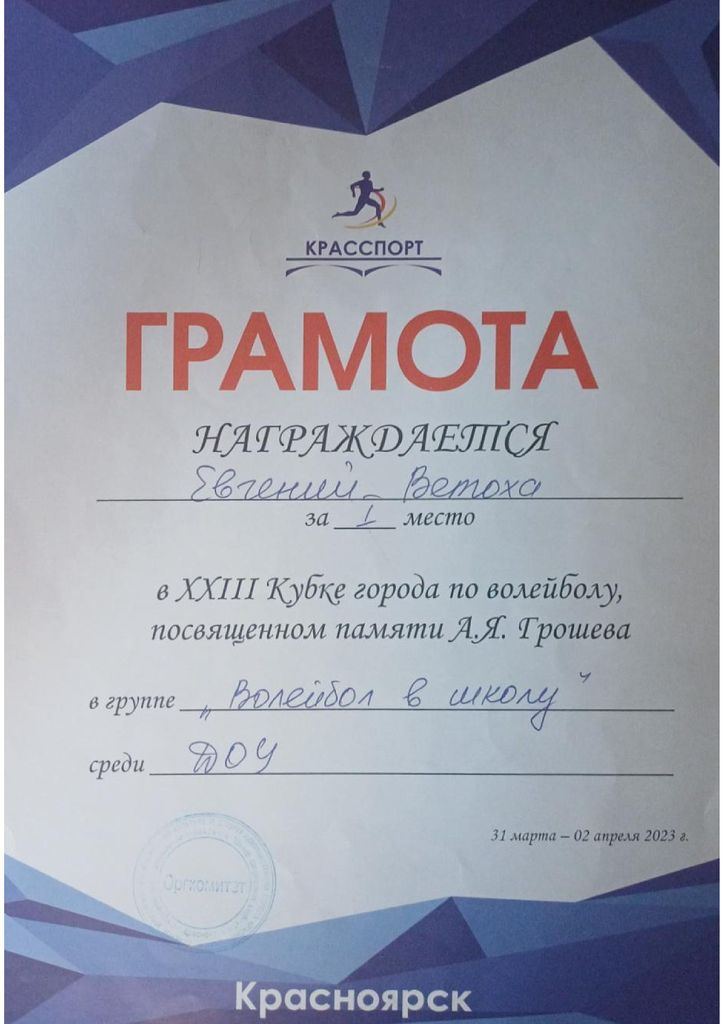 КРАССПОРТ
ГРАМОТА
НАГРАЖДАЕТСЯ
Евгений Ветоха
за I место
в XXIII Кубке города по волейболу,
посвященном памяти А.Я. Грошева
в группе „Волейбол в школу"
среди ДОУ
31 марта – 02 апреля 2023 г.
Оргкомитет
Красноярск